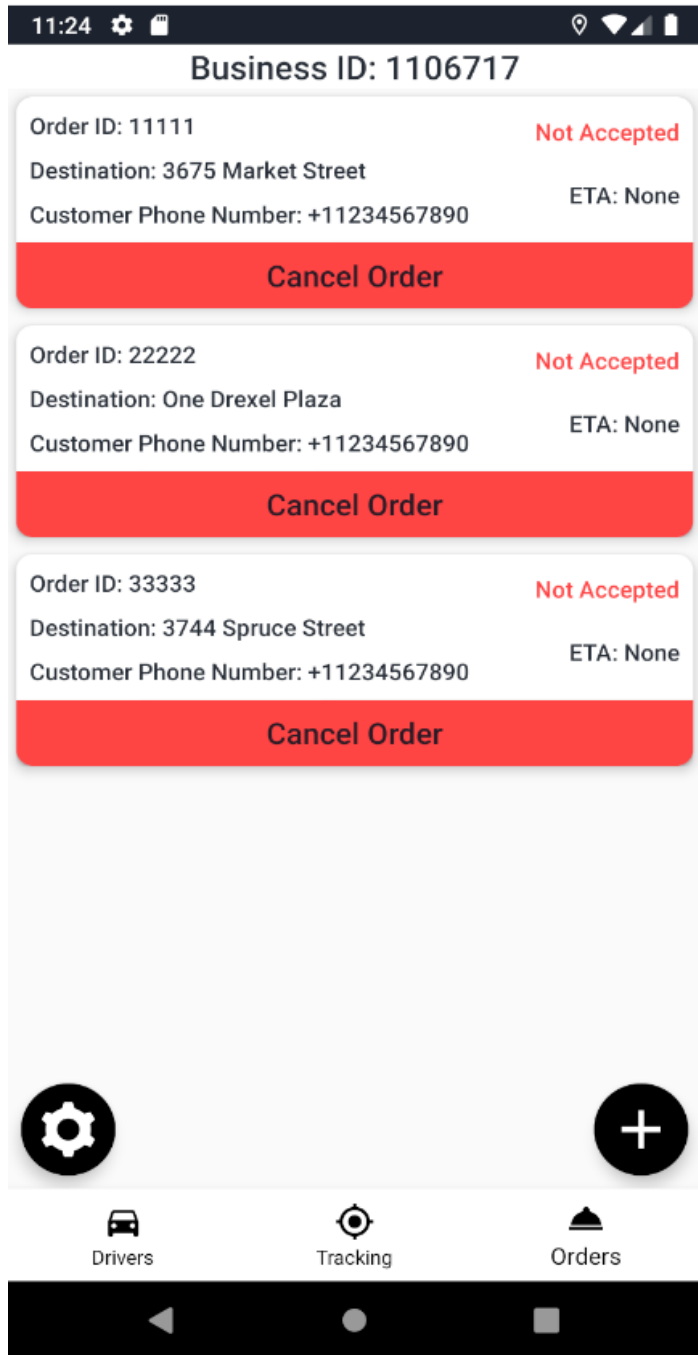 11:24
Business ID: 1106717
Order ID: 11111
Not Accepted
Destination: 3675 Market Street
ETA: None
Customer Phone Number: +11234567890
Cancel Order
Order ID: 22222
Not Accepted
Destination: One Drexel Plaza
ETA: None
Customer Phone Number: +11234567890
Cancel Order
Order ID: 33333
Not Accepted
Destination: 3744 Spruce Street
ETA: None
Customer Phone Number: +11234567890
Cancel Order
Drivers
Tracking
Orders